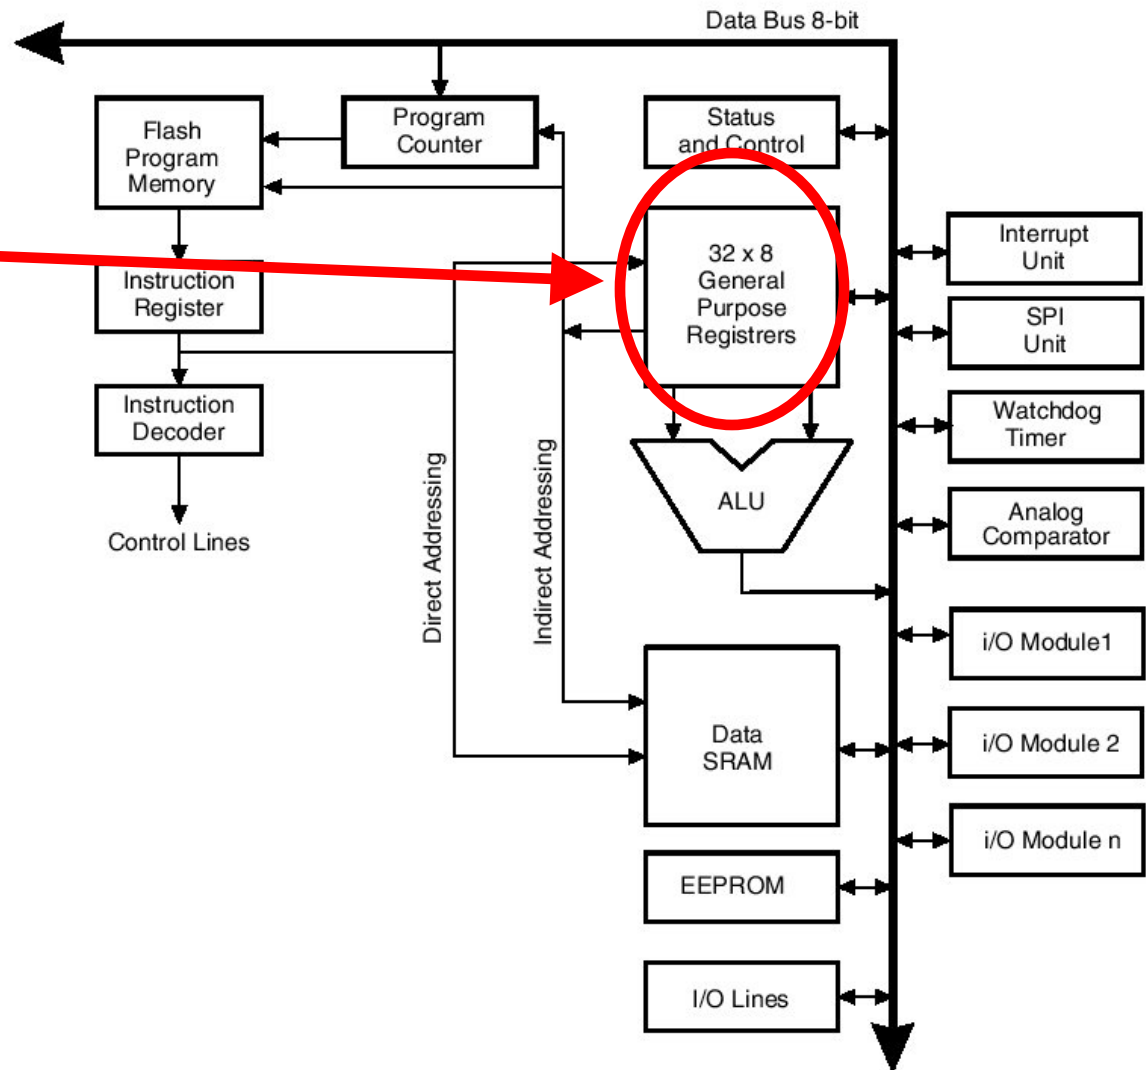 Data Bus 8-bit
Flash
Program
Memory
Program
Counter
Status
and Control
32 x 8
General
Purpose
Registrers
Interrupt
Unit
Instruction
Register
SPI
Unit
Instruction
Decoder
Watchdog
Timer
Control Lines
Direct Addressing
Indirect Addressing
ALU
Analog
Comparator
i/O Module1
Data
SRAM
i/O Module 2
i/O Module n
EEPROM
I/O Lines